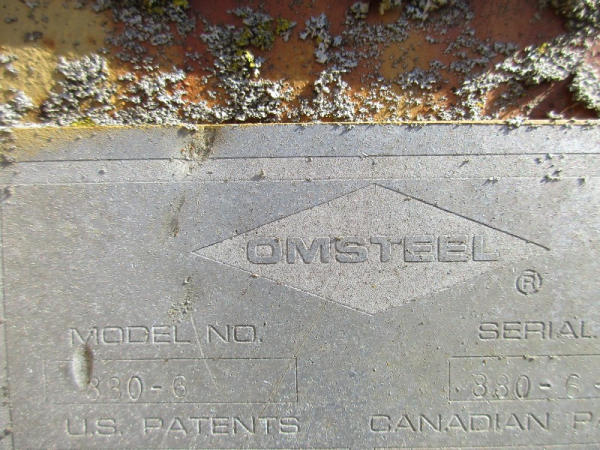 OMSTEEL
®
MODEL NO. SERIAL
330-6 330-6-
U.S. PATENTS CANADIAN